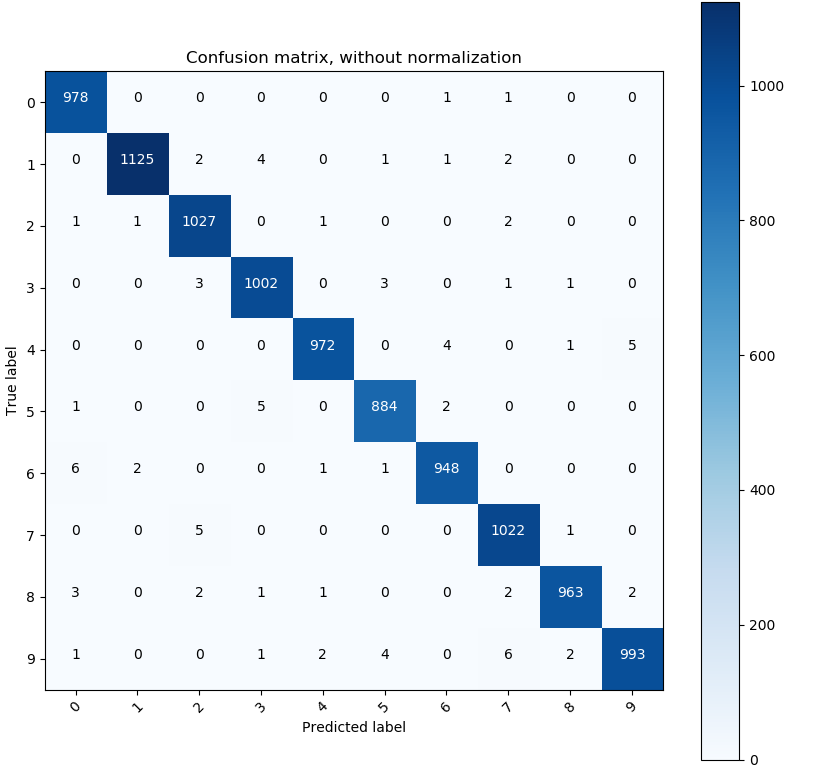 Confusion matrix, without normalization
0 978 0 0 0 0 0 1 1 0 0
1 0 1125 2 4 0 1 1 2 0 0
2 1 1 1027 0 1 0 0 2 0 0
3 0 0 3 1002 0 3 0 1 1 0
4 0 0 0 0 972 0 4 0 1 5
5 1 0 0 5 0 884 2 0 0 0
6 6 2 0 0 1 1 948 0 0 0
7 0 0 5 0 0 0 0 1022 1 0
8 3 0 2 1 1 0 0 2 963 2
9 1 0 0 1 2 4 0 6 2 993
0 1 2 3 4 5 6 7 8 9
True label
Predicted label
1000
800
600
400
200
0